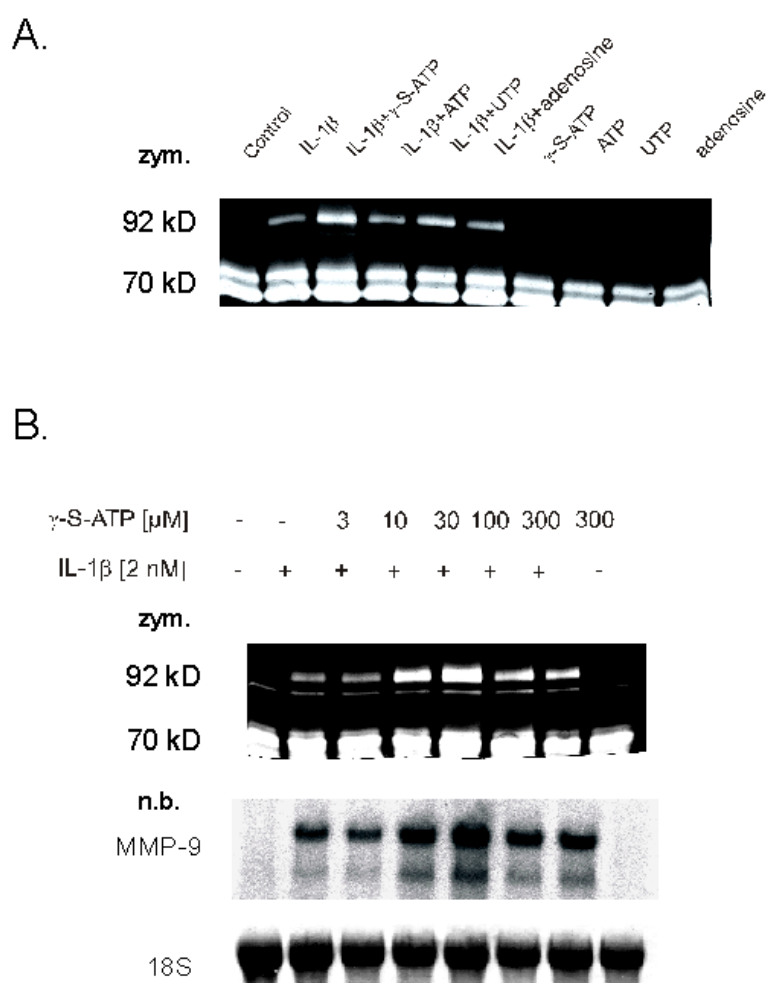 A.
Control IL-1β IL-1β+γ-S-ATP IL-1β+ATP IL-1β+UTP IL-1β+adenosine γ-S-ATP ATP UTP adenosine
zym.
92 kD
70 kD
B.
γ-S-ATP [µM] - - 3 10 30 100 300 300
IL-1β [2 nM] - + + + + + + -
zym.
92 kD
70 kD
n.b.
MMP-9
18S